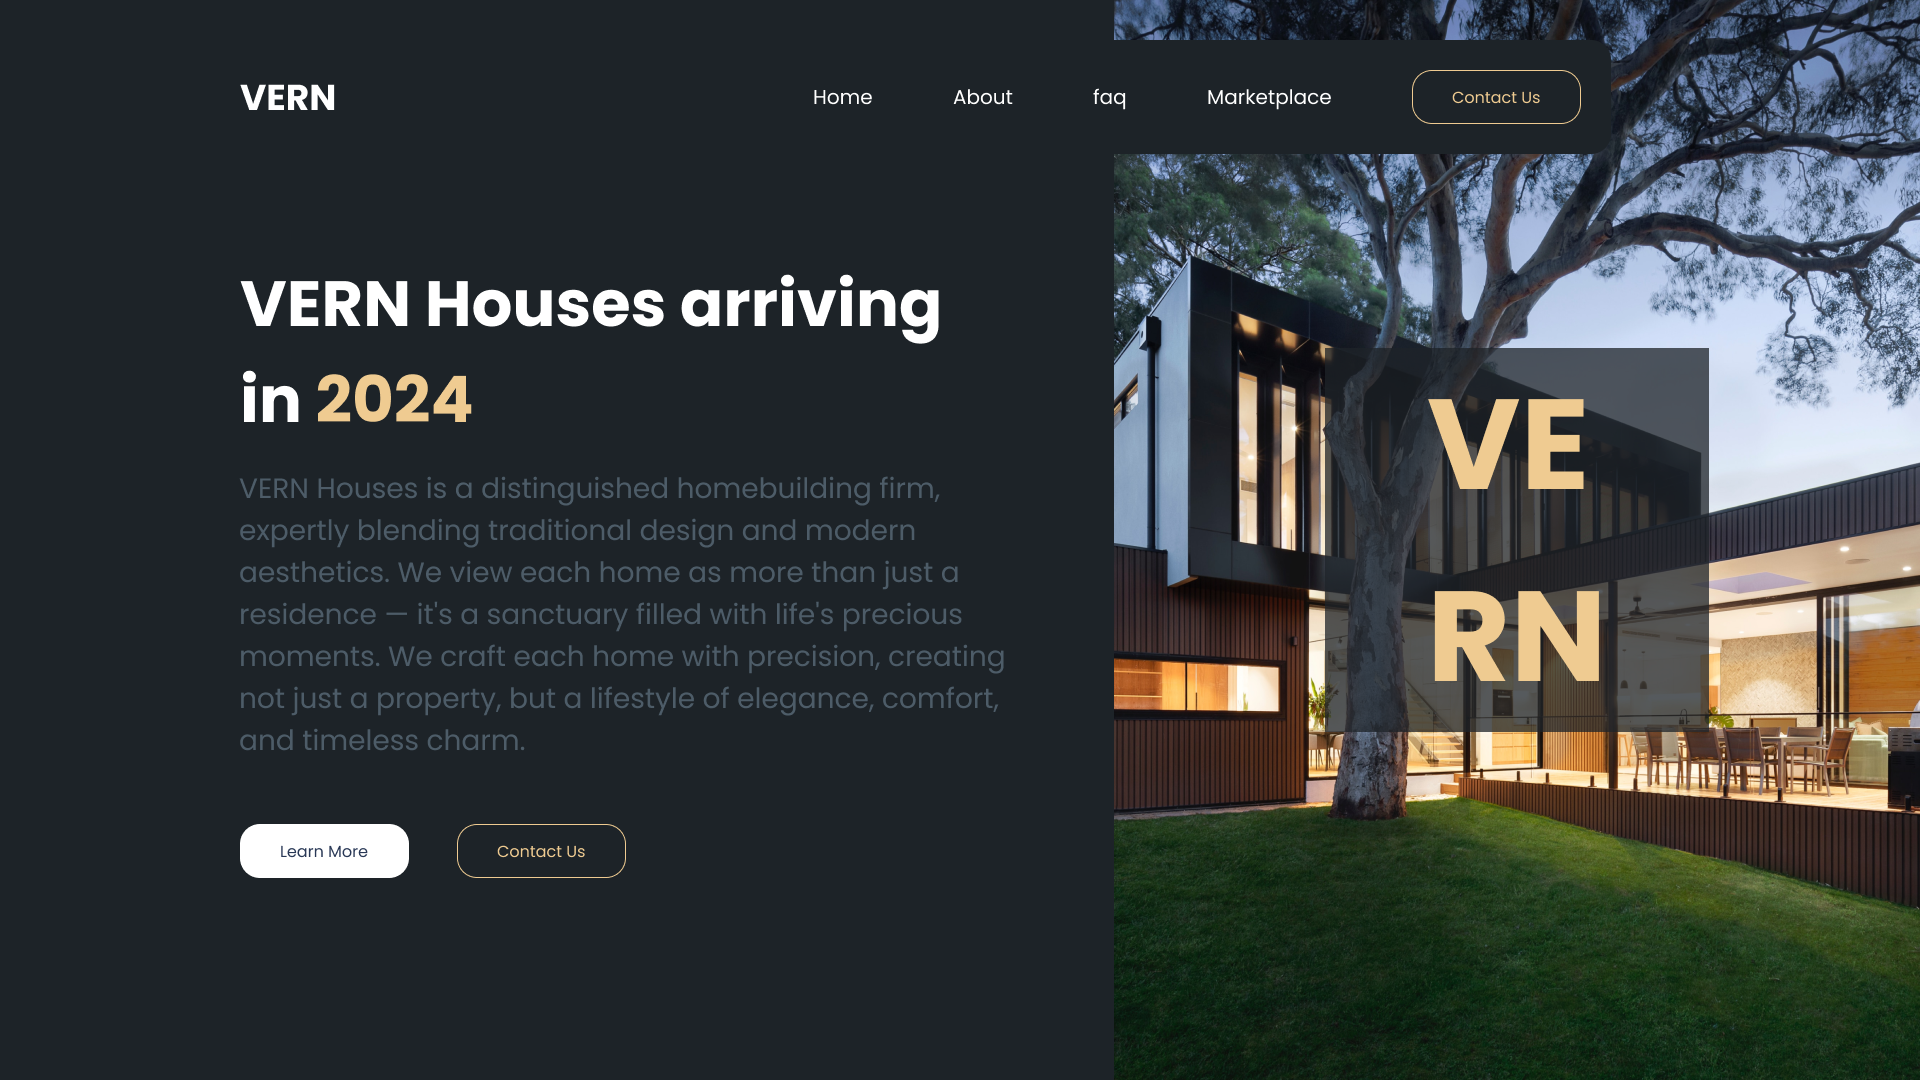 VERN
Home
About
faq
Marketplace
Contact Us
VERN Houses arriving
in 2024
VERN Houses is a distinguished homebuilding firm,
expertly blending traditional design and modern
aesthetics. We view each home as more than just a
residence — it's a sanctuary filled with life's precious
moments. We craft each home with precision, creating
not just a property, but a lifestyle of elegance, comfort,
and timeless charm.
Learn More
Contact Us
VE
RN